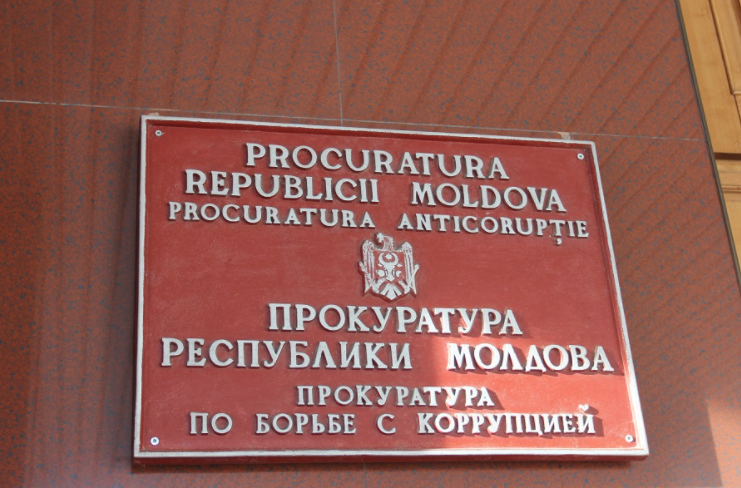 PROCURATURA
REPUBLICII MOLDOVA
PROCURATURA ANTICORUPȚIE
ПРОКУРАТУРА
РЕСПУБЛИКИ МОЛДОВА
ПРОКУРАТУРА
ПО БОРЬБЕ С КОРРУПЦИЕЙ